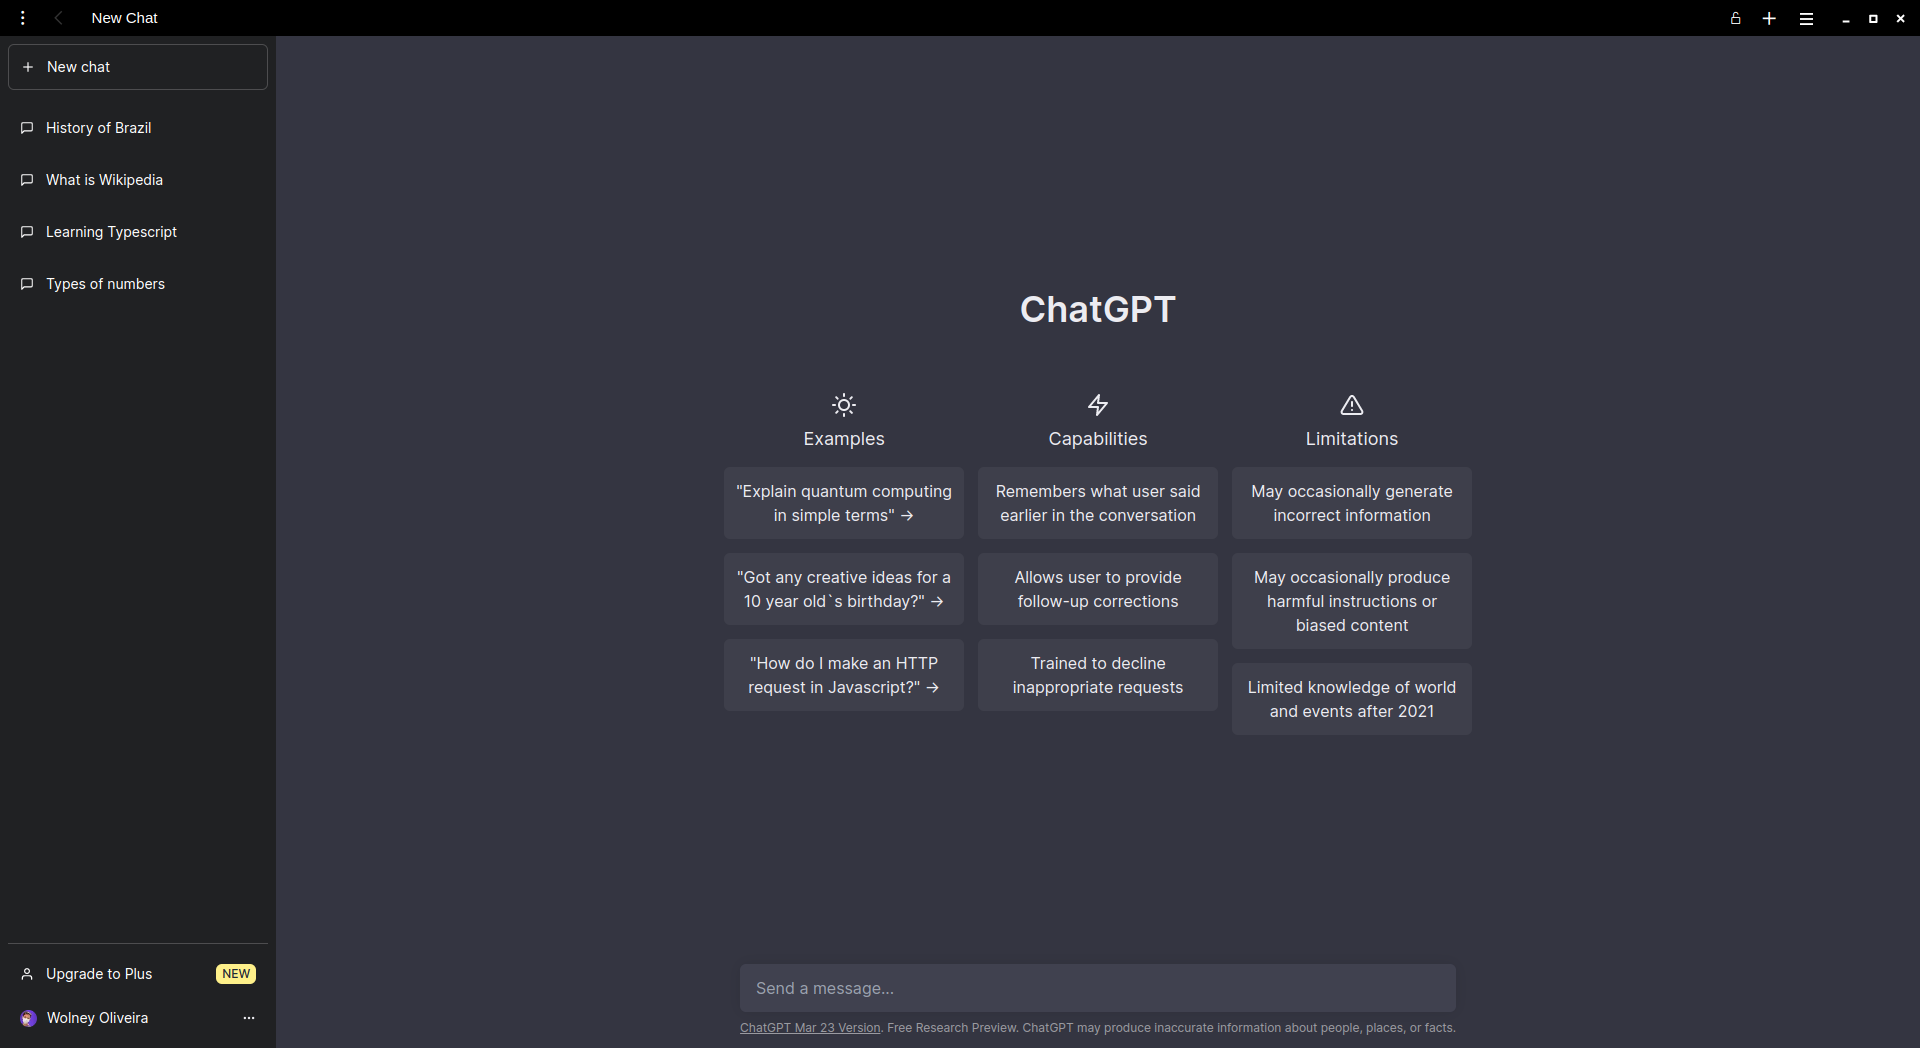 New Chat
New chat
History of Brazil
What is Wikipedia
Learning Typescript
Types of numbers
Upgrade to Plus NEW
Wolney Oliveira
ChatGPT
Examples
"Explain quantum computing
in simple terms" →
"Got any creative ideas for a
10 year old`s birthday?" →
"How do I make an HTTP
request in Javascript?" →
Capabilities
Remembers what user said
earlier in the conversation
Allows user to provide
follow-up corrections
Trained to decline
inappropriate requests
Limitations
May occasionally generate
incorrect information
May occasionally produce
harmful instructions or
biased content
Limited knowledge of world
and events after 2021
Send a message...
ChatGPT Mar 23 Version. Free Research Preview. ChatGPT may produce inaccurate information about people, places, or facts.